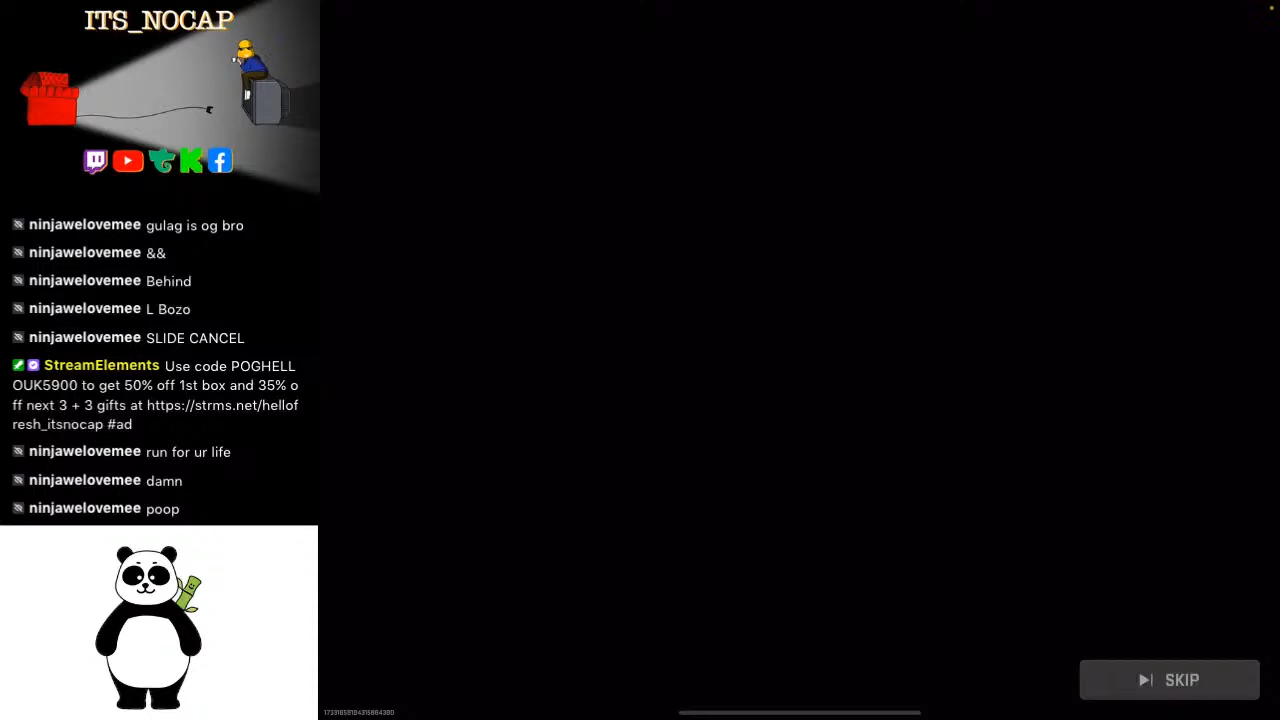 ITS_NOCAP
ninjawelovemee gulag is og bro
ninjawelovemee &&
ninjawelovemee Behind
ninjawelovemee L Bozo
ninjawelovemee SLIDE CANCEL
StreamElements Use code POGHELL
OUK5900 to get 50% off 1st box and 35% o
ff next 3 + 3 gifts at https://strms.net/hellof
resh_itsnocap #ad
ninjawelovemee run for ur life
ninjawelovemee damn
ninjawelovemee poop
SKIP